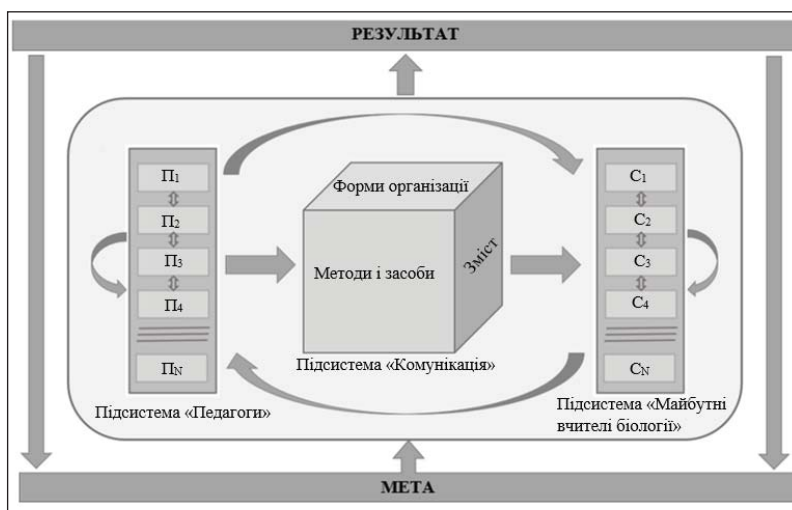 РЕЗУЛЬТАТ
П1
П2
П3
П4
ПN
Підсистема «Педагоги»
Форми організації
Методи і засоби
Зміст
Підсистема «Комунікація»
С1
С2
С3
С4
СN
Підсистема «Майбутні
вчителі біології»
МЕТА